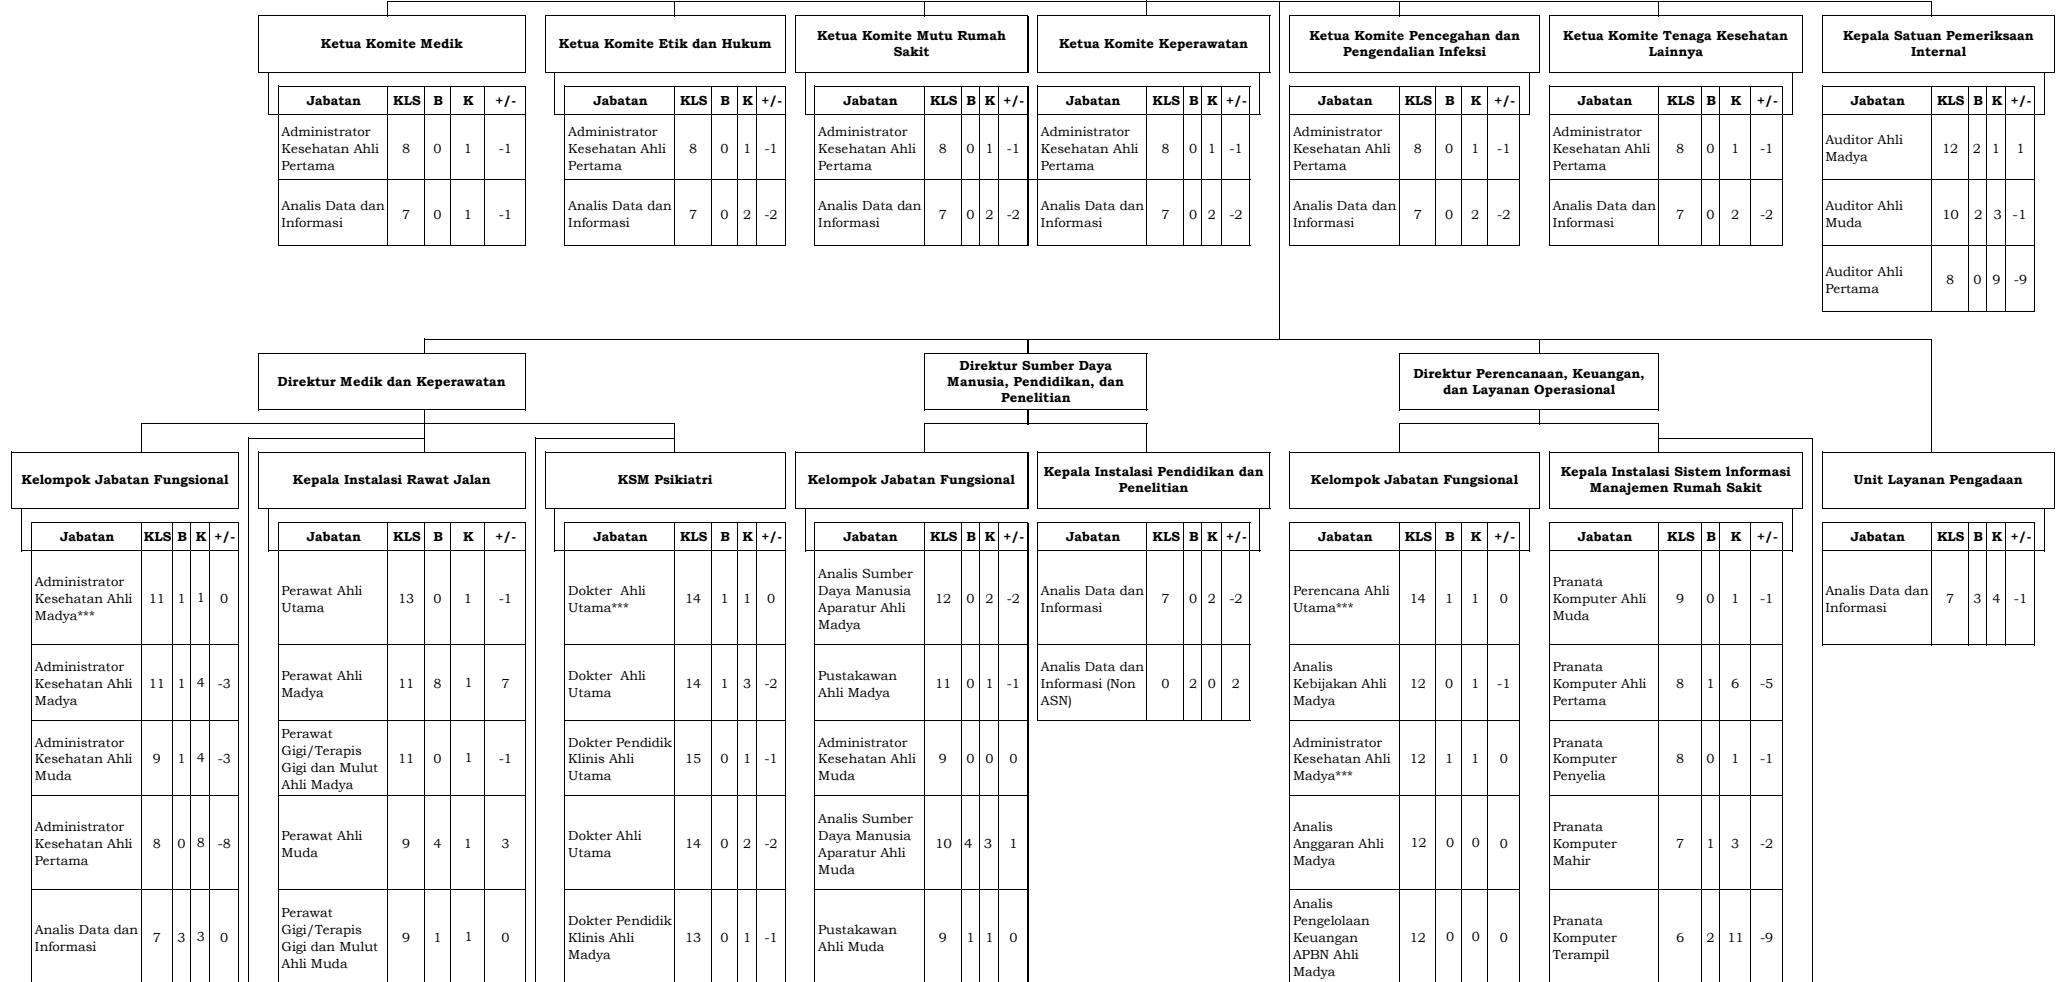 Ketua Komite Medik
Jabatan KLS B K +/-
Administrator
Kesehatan Ahli
Pertama
8 0 1 -1
Analis Data dan
Informasi
7 0 1 -1
Ketua Komite Etik dan Hukum
Jabatan KLS B K +/-
Administrator
Kesehatan Ahli
Pertama
8 0 1 -1
Analis Data dan
Informasi
7 0 2 -2
Ketua Komite Mutu Rumah
Sakit
Jabatan KLS B K +/-
Administrator
Kesehatan Ahli
Pertama
8 0 1 -1
Analis Data dan
Informasi
7 0 2 -2
Ketua Komite Keperawatan
Jabatan KLS B K +/-
Administrator
Kesehatan Ahli
Pertama
8 0 1 -1
Analis Data dan
Informasi
7 0 2 -2
Ketua Komite Pencegahan dan
Pengendalian Infeksi
Jabatan KLS B K +/-
Administrator
Kesehatan Ahli
Pertama
8 0 1 -1
Analis Data dan
Informasi
7 0 2 -2
Ketua Komite Tenaga Kesehatan
Lainnya
Jabatan KLS B K +/-
Administrator
Kesehatan Ahli
Pertama
8 0 1 -1
Analis Data dan
Informasi
7 0 2 -2
Kepala Satuan Pemeriksaan
Internal
Jabatan KLS B K +/-
Auditor Ahli
Madya
12 2 1 1
Auditor Ahli
Muda
10 2 3 -1
Auditor Ahli
Pertama
8 0 9 -9
Direktur Medik dan Keperawatan
Direktur Sumber Daya
Manusia, Pendidikan, dan
Penelitian
Direktur Perencanaan, Keuangan,
dan Layanan Operasional
Kelompok Jabatan Fungsional
Jabatan KLS B K +/-
Administrator
Kesehatan Ahli
Madya***
11 1 1 0
Administrator
Kesehatan Ahli
Madya
11 1 4 -3
Administrator
Kesehatan Ahli
Muda
9 1 4 -3
Administrator
Kesehatan Ahli
Pertama
8 0 8 -8
Analis Data dan
Informasi
7 3 3 0
Kepala Instalasi Rawat Jalan
Jabatan KLS B K +/-
Perawat Ahli
Utama
13 0 1 -1
Perawat Ahli
Madya
11 8 1 7
Perawat
Gigi/Terapis
Gigi dan Mulut
Ahli Madya
11 0 1 -1
Perawat Ahli
Muda
9 4 1 3
Perawat
Gigi/Terapis
Gigi dan Mulut
Ahli Muda
9 1 1 0
KSM Psikiatri
Jabatan KLS B K +/-
Dokter Ahli
Utama***
14 1 1 0
Dokter Ahli
Utama
14 1 3 -2
Dokter Pendidik
Klinis Ahli
Utama
15 0 1 -1
Dokter Ahli
Utama
14 0 2 -2
Dokter Pendidik
Klinis Ahli
Madya
13 0 1 -1
Kelompok Jabatan Fungsional
Jabatan KLS B K +/-
Analis Sumber
Daya Manusia
Aparatur Ahli
Madya
12 0 2 -2
Pustakawan
Ahli Madya
11 0 1 -1
Administrator
Kesehatan Ahli
Muda
9 0 0 0
Analis Sumber
Daya Manusia
Aparatur Ahli
Muda
10 4 3 1
Pustakawan
Ahli Muda
9 1 1 0
Kepala Instalasi Pendidikan dan
Penelitian
Jabatan KLS B K +/-
Analis Data dan
Informasi
7 0 2 -2
Analis Data dan
Informasi (Non
ASN)
0 2 0 2
Kelompok Jabatan Fungsional
Jabatan KLS B K +/-
Perencana Ahli
Utama***
14 1 1 0
Analis
Kebijakan Ahli
Madya
12 0 1 -1
Administrator
Kesehatan Ahli
Madya***
12 1 1 0
Analis
Anggaran Ahli
Madya
12 0 0 0
Analis
Pengelolaan
Keuangan
APBN Ahli
Madya
12 0 0 0
Kepala Instalasi Sistem lnformasi
Manajemen Rumah Sakit
Jabatan KLS B K +/-
Pranata
Komputer Ahli
Muda
9 0 1 -1
Pranata
Komputer Ahli
Pertama
8 1 6 -5
Pranata
Komputer
Penyelia
8 0 1 -1
Pranata
Komputer
Mahir
7 1 3 -2
Pranata
Komputer
Terampil
6 2 11 -9
Unit Layanan Pengadaan
Jabatan KLS B K +/-
Analis Data dan
Informasi
7 3 4 -1